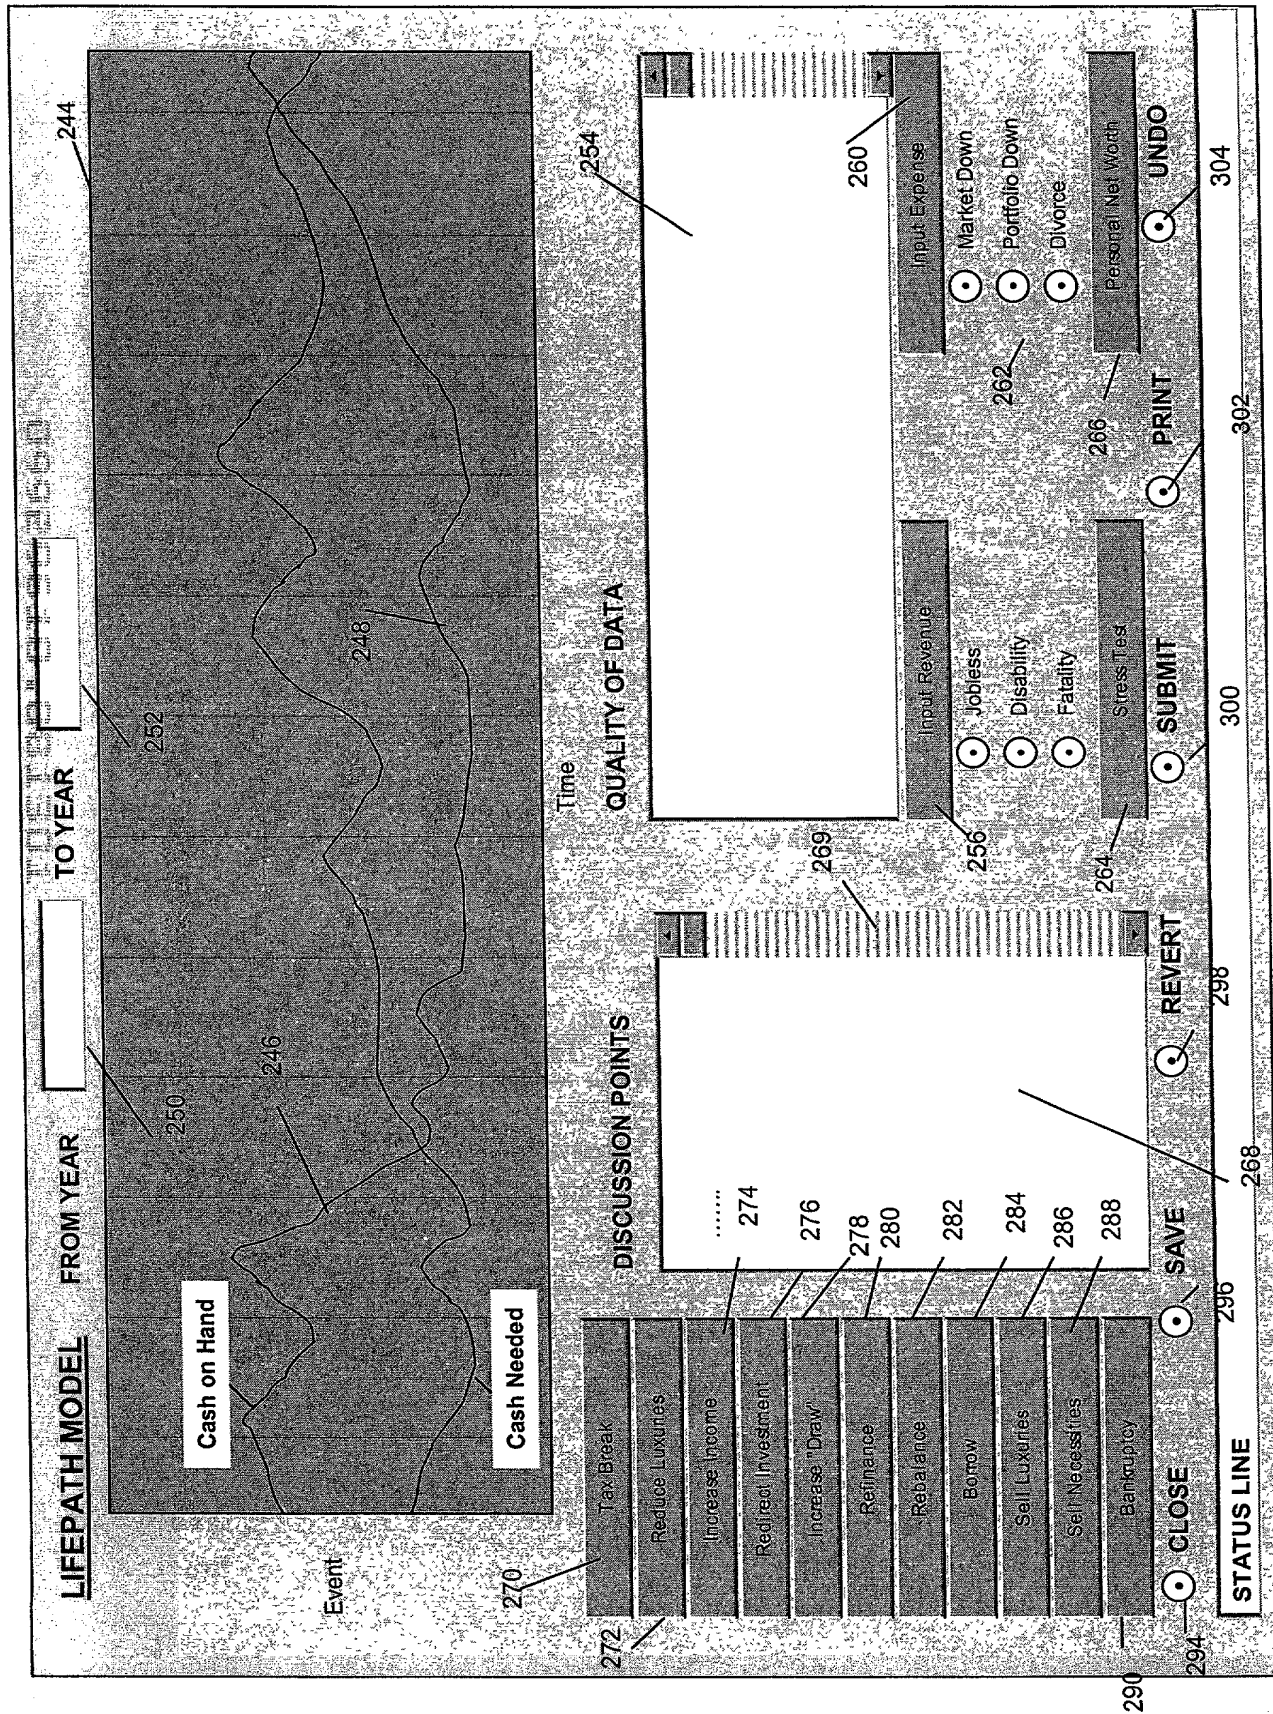 LIFEPATH MODEL
FROM YEAR
TO YEAR
244
250
252
246
248
Cash on Hand
Cash Needed
Event
Time
270
272
Tax Break
Reduce Luxuries
Increase Income
Redirect Investment
Increase "Draw"
Refinance
Rebalance
Borrow
Sell Luxuries
Sell Necessities
Bankruptcy
290
DISCUSSION POINTS
.......
274
276
278
280
282
284
286
288
269
268
QUALITY OF DATA
254
Input Revenue
256
Jobless
Disability
Fatality
Input Expense
260
Market Down
Portfolio Down
Divorce
262
Stress Test
264
Personal Net Worth
266
CLOSE
SAVE
REVERT
SUBMIT
PRINT
UNDO
294
296
298
300
302
304
STATUS LINE